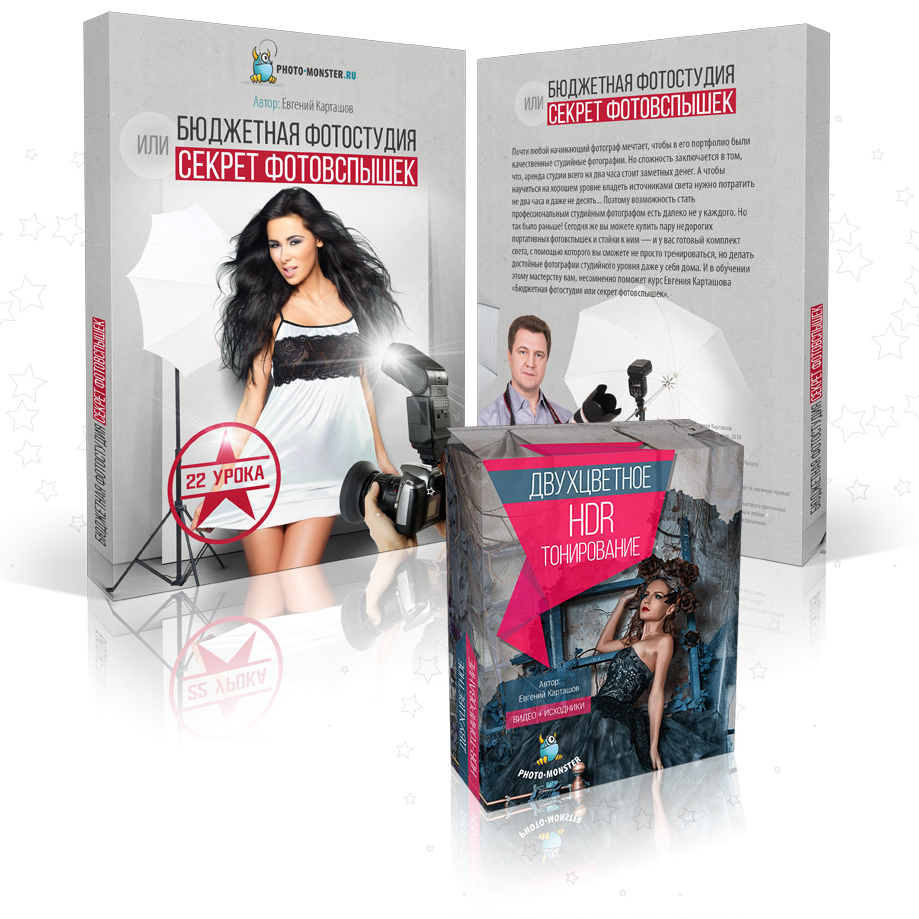 PHOTO-MONSTER.RU
Автор: Евгений Карташов
ИЛИ
БЮДЖЕТНАЯ ФОТОСТУДИЯ
СЕКРЕТ ФОТОВСПЫШЕК
22 УРОКА
БЮДЖЕТНАЯ ФОТОСТУДИЯ СЕКРЕТ ФОТОВСПЫШЕК
ИЛИ
БЮДЖЕТНАЯ ФОТОСТУДИЯ
СЕКРЕТ ФОТОВСПЫШЕК
Почти любой начинающий фотограф мечтает, чтобы в его портфолио были
качественные студийные фотографии. Но сложность заключается в том,
что, аренда студии всего на два часа стоит заметных денег. А чтобы
научиться на хорошем уровне владеть источниками света нужно потратить
не два часа и даже не десять... Поэтому возможность стать
профессиональным студийным фотографом есть далеко не у каждого. Но
так было раньше! Сегодня же вы можете купить пару недорогих
портативных фотовспышек и стойки к ним — и у вас готовый комплект
света, с помощью которого вы сможете не просто тренироваться, но делать
достойные фотографии студийного уровня даже у себя дома. И в обучении
этому мастерству вам, несомненно поможет курс Евгения Карташова
«Бюджетная фотостудия или секрет фотовспышек».
БЮДЖЕТНАЯ ФОТОСТУДИЯ СЕКРЕТ ФОТОВСПЫШЕК
ДВУХЦВЕТНОЕ
HDR
ТОНИРОВАНИЕ
Автор:
Евгений Карташов
ВИДЕО + ИСХОДНИКИ
PHOTO-MONSTER
ДВУХЦВЕТНОЕ
HDR-ТОНИРОВАНИЕ